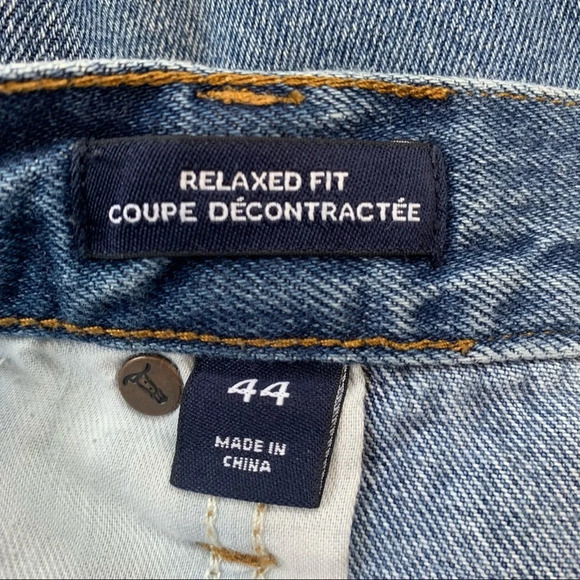 RELAXED FIT
COUPE DÉCONTRACTÉE
44
MADE IN
CHINA